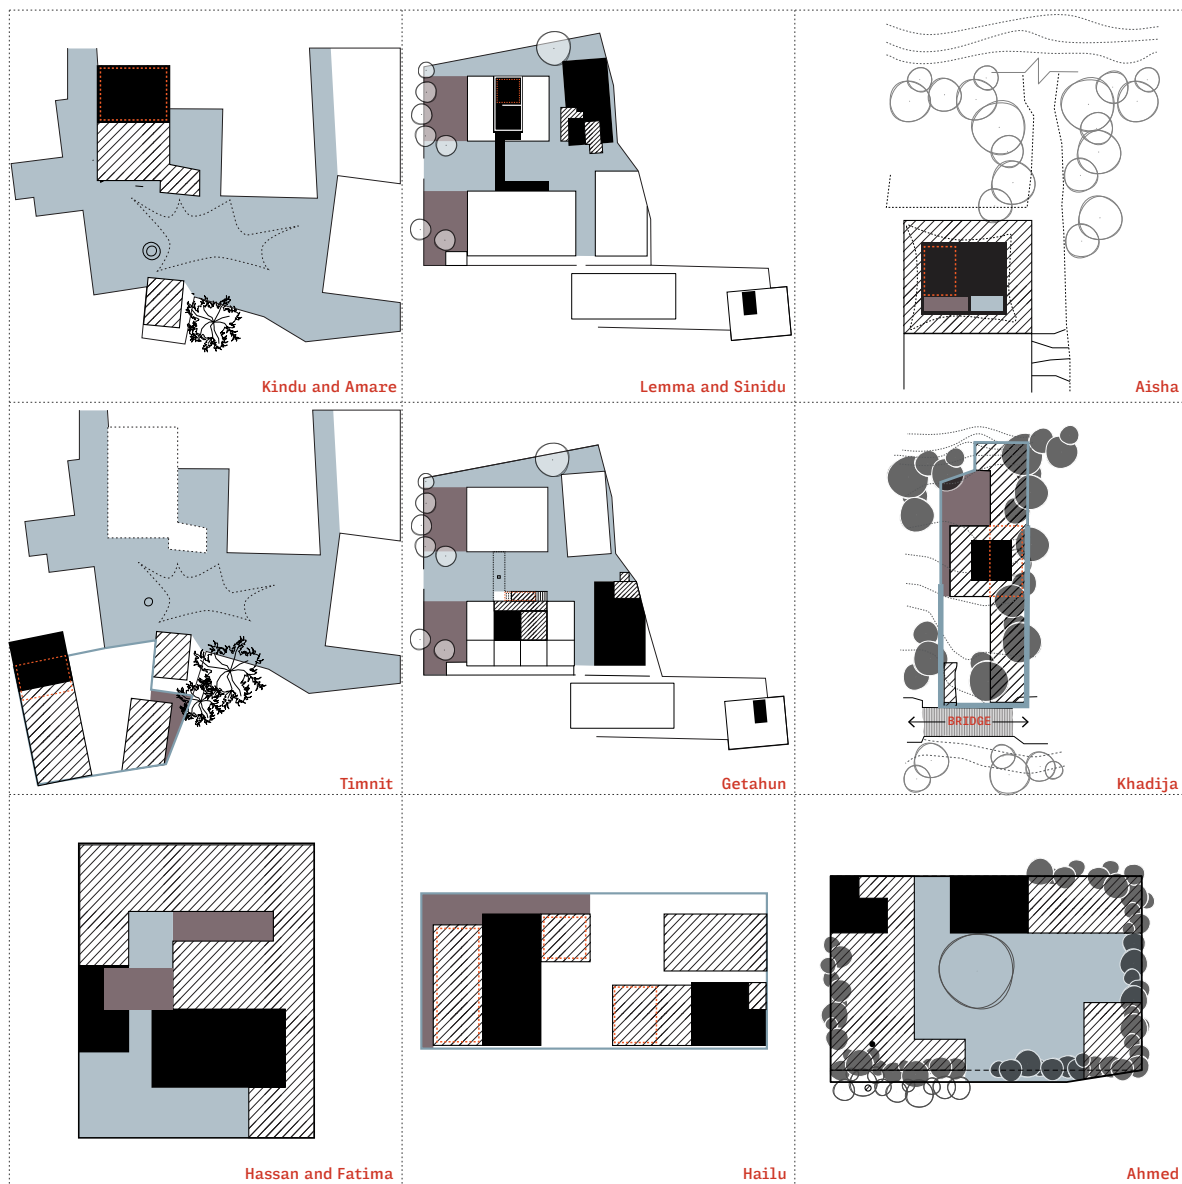 Kindu and Amare
Lemma and Sinidu
Aisha
BRIDGE
Timnit
Getahun
Khadija
Hassan and Fatima
Hailu
Ahmed